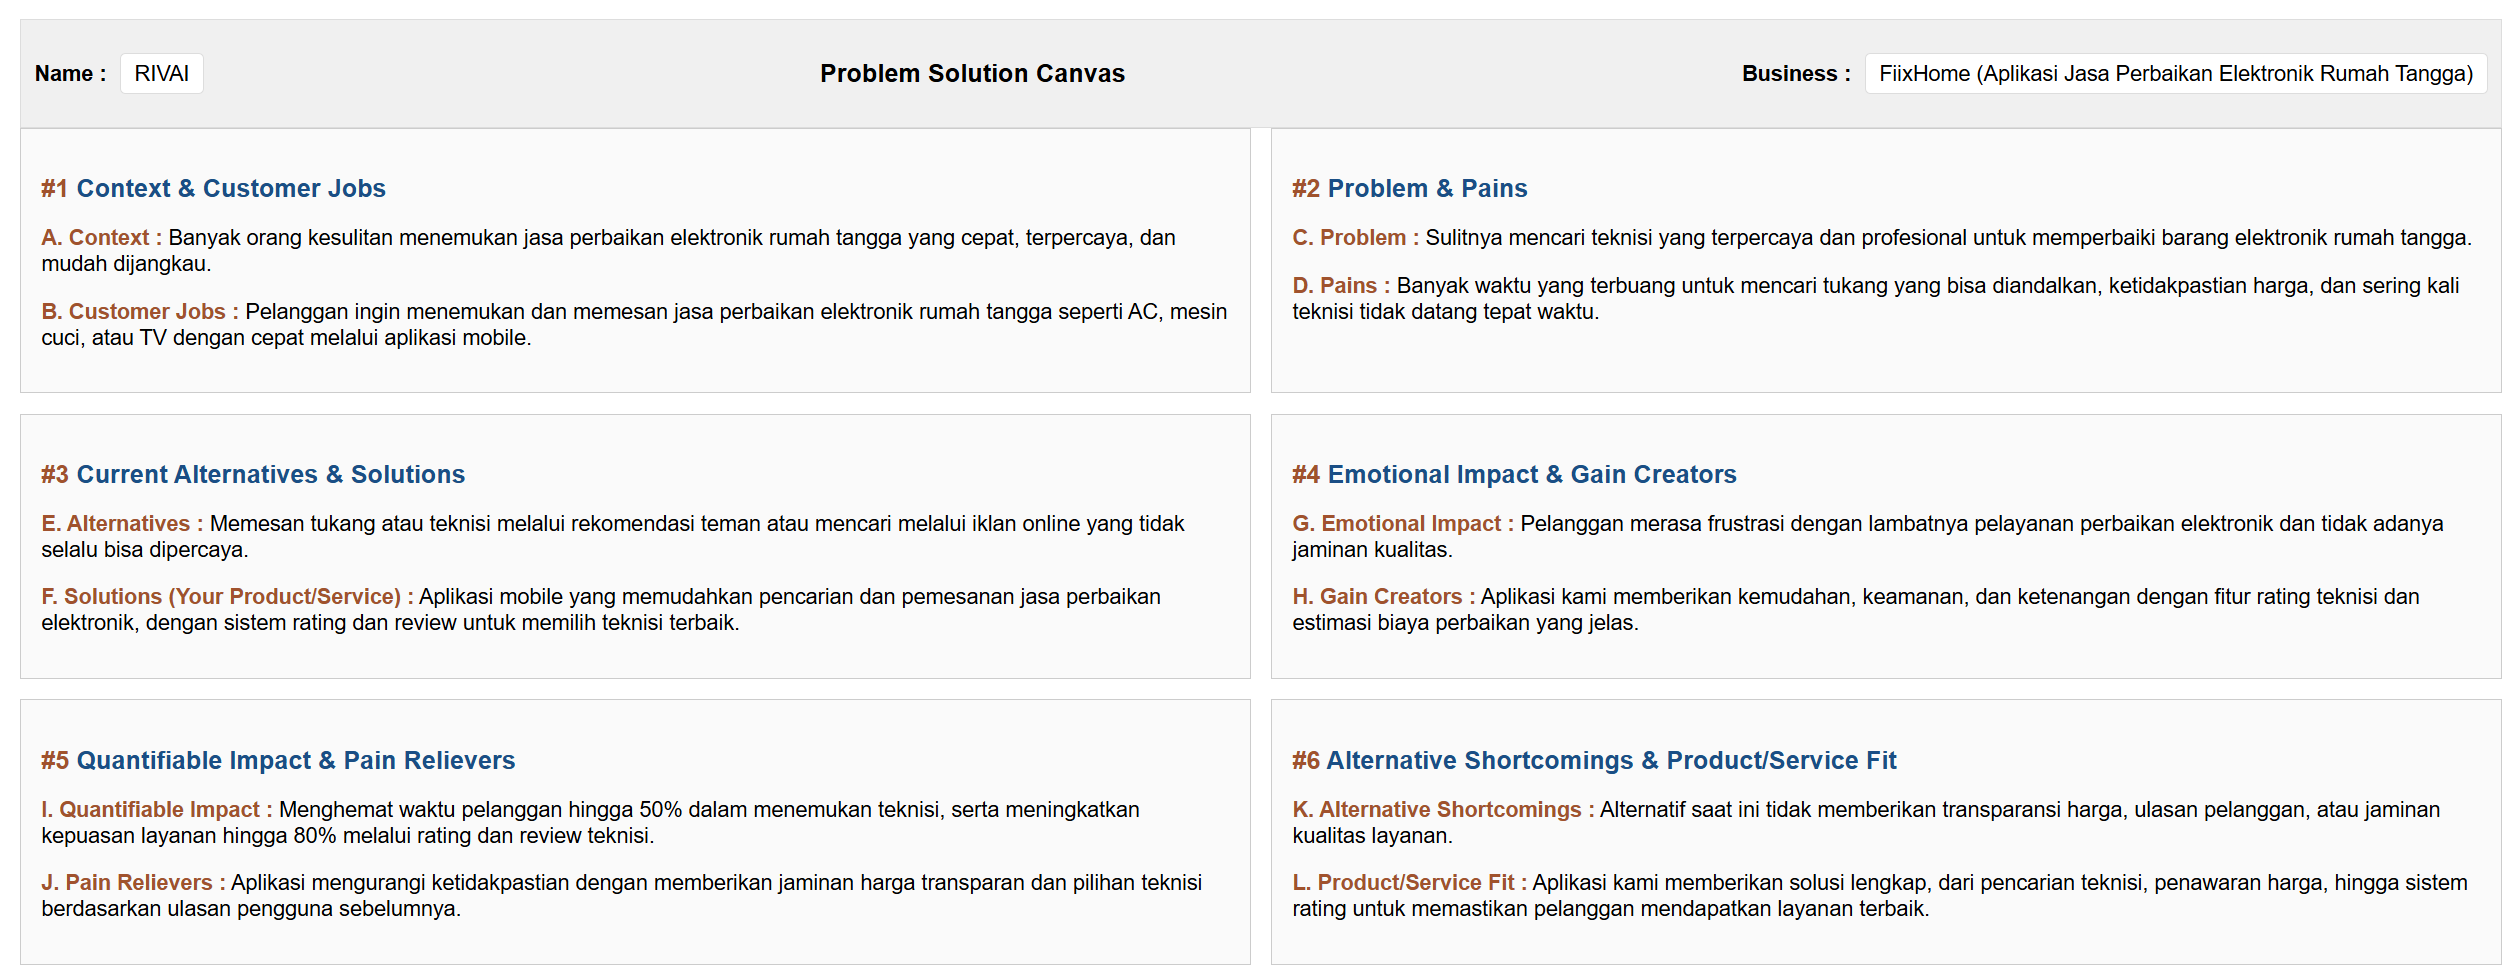 Name : RIVAI
Problem Solution Canvas
Business : FiixHome (Aplikasi Jasa Perbaikan Elektronik Rumah Tangga)
#1 Context & Customer Jobs
A. Context : Banyak orang kesulitan menemukan jasa perbaikan elektronik rumah tangga yang cepat, terpercaya, dan
mudah dijangkau.
B. Customer Jobs : Pelanggan ingin menemukan dan memesan jasa perbaikan elektronik rumah tangga seperti AC, mesin
cuci, atau TV dengan cepat melalui aplikasi mobile.
#2 Problem & Pains
C. Problem : Sulitnya mencari teknisi yang terpercaya dan profesional untuk memperbaiki barang elektronik rumah tangga.
D. Pains : Banyak waktu yang terbuang untuk mencari tukang yang bisa diandalkan, ketidakpastian harga, dan sering kali
teknisi tidak datang tepat waktu.
#3 Current Alternatives & Solutions
E. Alternatives : Memesan tukang atau teknisi melalui rekomendasi teman atau mencari melalui iklan online yang tidak
selalu bisa dipercaya.
F. Solutions (Your Product/Service) : Aplikasi mobile yang memudahkan pencarian dan pemesanan jasa perbaikan
elektronik, dengan sistem rating dan review untuk memilih teknisi terbaik.
#4 Emotional Impact & Gain Creators
G. Emotional Impact : Pelanggan merasa frustrasi dengan lambatnya pelayanan perbaikan elektronik dan tidak adanya
jaminan kualitas.
H. Gain Creators : Aplikasi kami memberikan kemudahan, keamanan, dan ketenangan dengan fitur rating teknisi dan
estimasi biaya perbaikan yang jelas.
#5 Quantifiable Impact & Pain Relievers
I. Quantifiable Impact : Menghemat waktu pelanggan hingga 50% dalam menemukan teknisi, serta meningkatkan
kepuasan layanan hingga 80% melalui rating dan review teknisi.
J. Pain Relievers : Aplikasi mengurangi ketidakpastian dengan memberikan jaminan harga transparan dan pilihan teknisi
berdasarkan ulasan pengguna sebelumnya.
#6 Alternative Shortcomings & Product/Service Fit
K. Alternative Shortcomings : Alternatif saat ini tidak memberikan transparansi harga, ulasan pelanggan, atau jaminan
kualitas layanan.
L. Product/Service Fit : Aplikasi kami memberikan solusi lengkap, dari pencarian teknisi, penawaran harga, hingga sistem
rating untuk memastikan pelanggan mendapatkan layanan terbaik.